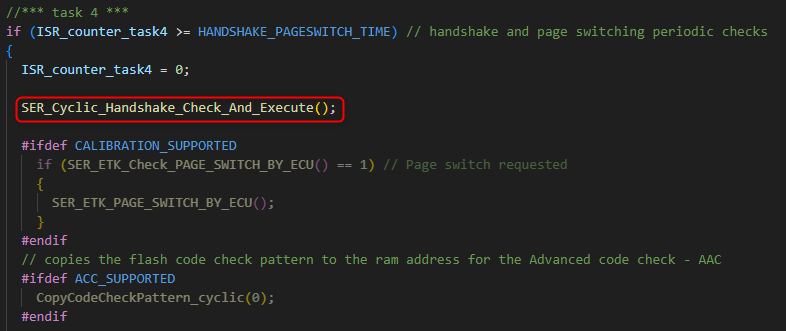 //*** task 4 ***
if (ISR_counter_task4 >= HANDSHAKE_PAGESWITCH_TIME) // handshake and page switching periodic checks
{
ISR_counter_task4 = 0;
SER_Cyclic_Handshake_Check_And_Execute();
#ifdef CALIBRATION_SUPPORTED
if (SER_ETK_Check_PAGE_SWITCH_BY_ECU() == 1) // Page switch requested
{
SER_ETK_PAGE_SWITCH_BY_ECU();
}
#endif
// copies the flash code check pattern to the ram address for the Advanced code check - AAC
#ifdef ACC_SUPPORTED
CopyCodeCheckPattern_cyclic(0);
#endif